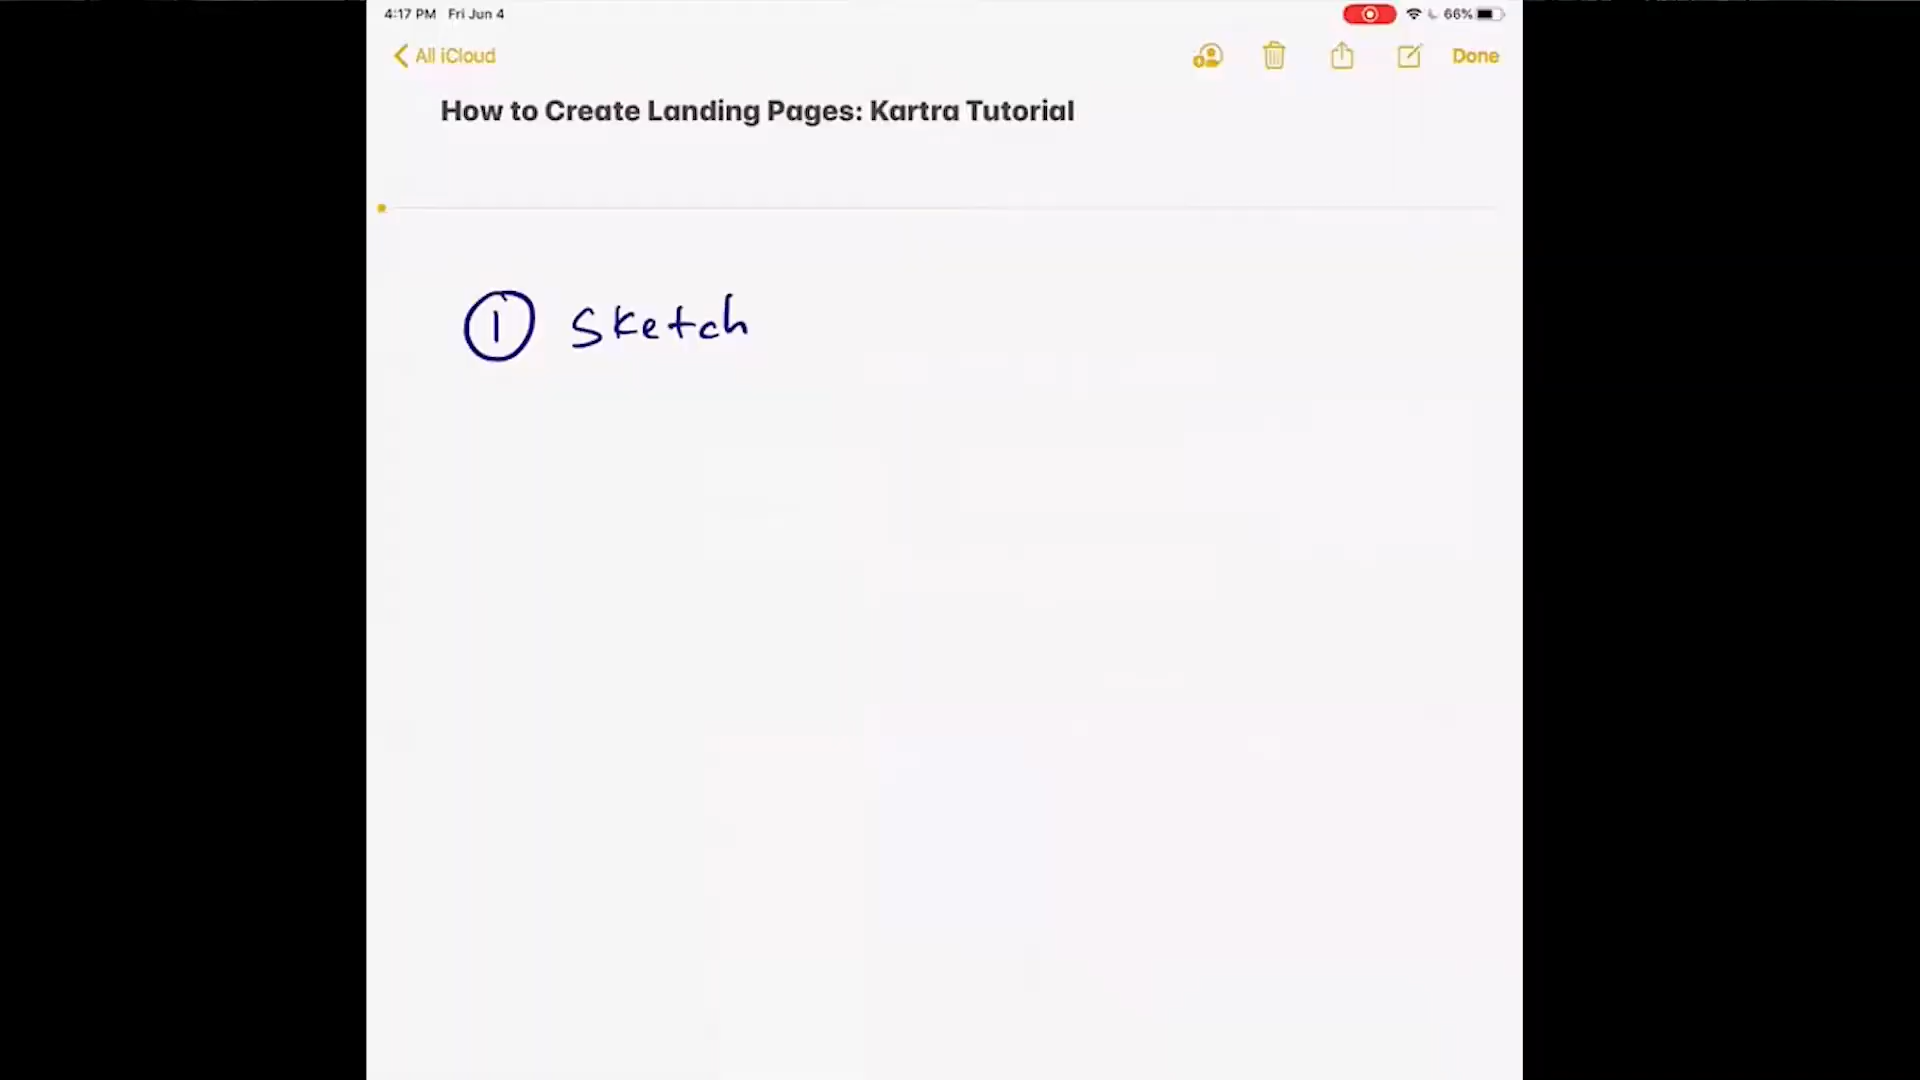 4:17 PM Fri Jun 4 66%
All iCloud Done
How to Create Landing Pages: Kartra Tutorial
1 Sketch